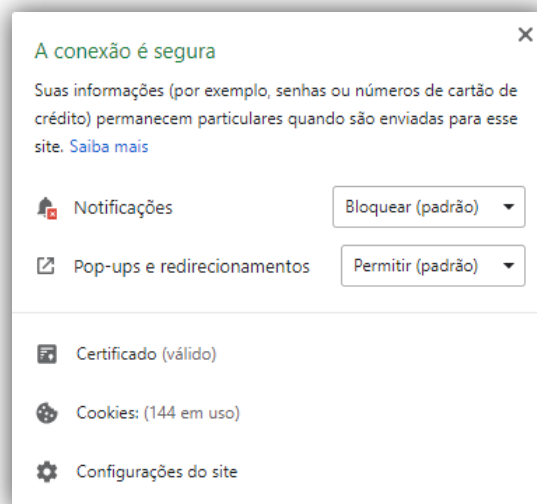 A conexão é segura
Suas informações (por exemplo, senhas ou números de cartão de
crédito) permanecem particulares quando são enviadas para esse
site. Saiba mais
Notificações Bloquear (padrão)
Pop-ups e redirecionamentos Permitir (padrão)
Certificado (válido)
Cookies: (144 em uso)
Configurações do site